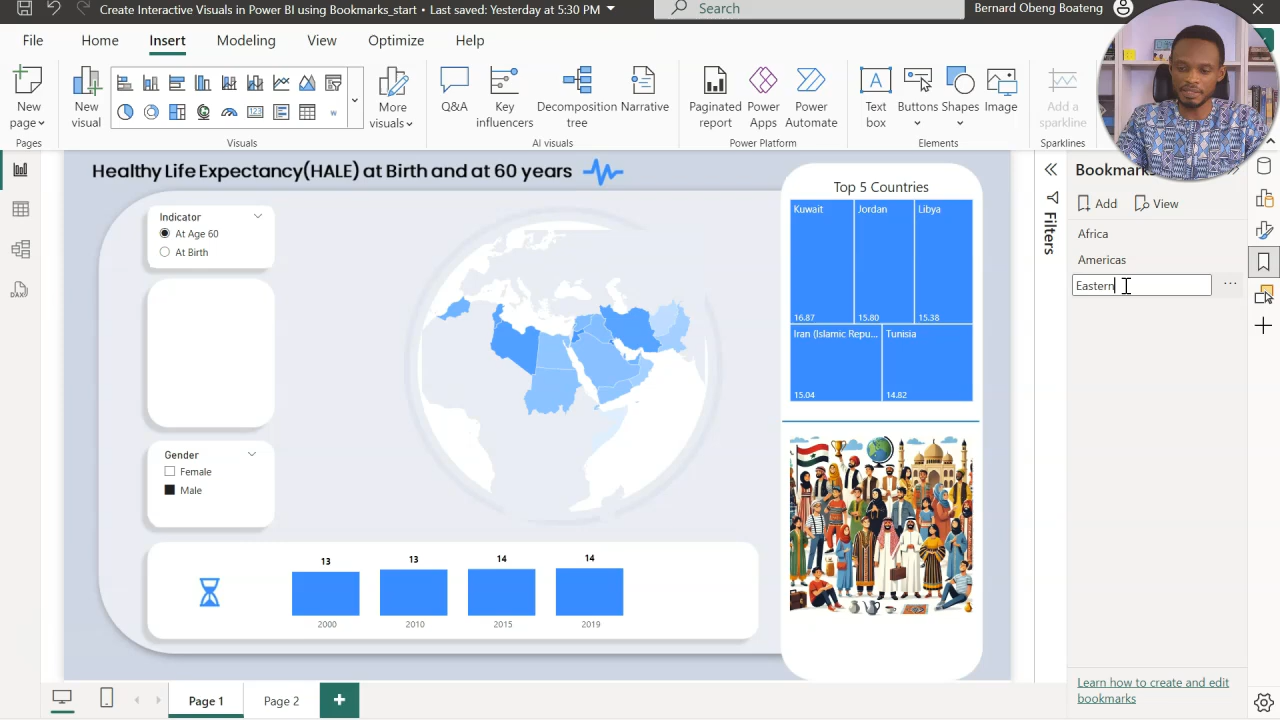 Create Interactive Visuals in Power BI using Bookmarks_start • Last saved: Yesterday at 5:30 PM
Search
Bernard Obeng Boateng
File
Home
Insert
Modeling
View
Optimize
Help
New
page
New
visual
More
visuals
Q&A
Key
influencers
Decomposition
tree
Narrative
Paginated
report
Power
Apps
Power
Automate
Text
box
Buttons
Shapes
Image
Add a
sparkline
Pages
Visuals
AI visuals
Power Platform
Elements
Sparklines
Healthy Life Expectancy(HALE) at Birth and at 60 years
Indicator
At Age 60
At Birth
Gender
Female
Male
13
13
14
14
2000
2010
2015
2019
Top 5 Countries
Kuwait
Jordan
Libya
16.87
15.80
15.38
Iran (Islamic Repu...
Tunisia
15.04
14.82
Filters
Bookmarks
Add
View
Africa
Americas
Eastern
Learn how to create and edit
bookmarks
DAX
Page 1
Page 2